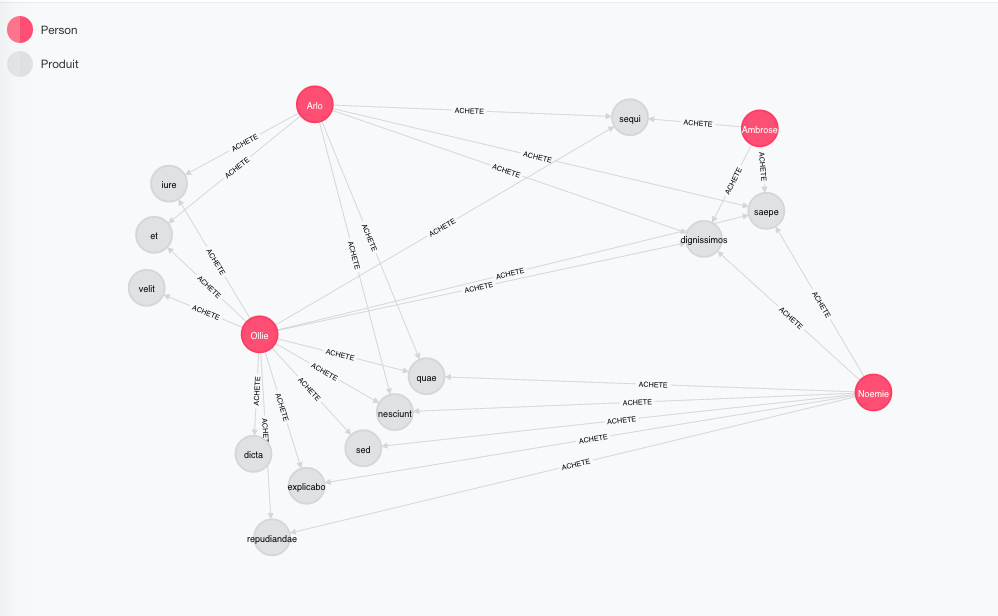 Person
Produit
Arlo
ACHETE
sequi
ACHETE
Ambrose
ACHETE
ACHETE
ACHETE
ACHETE
ACHETE
ACHETE
iure
saepe
ACHETE
ACHETE
et
dignissimos
ACHETE
ACHETE
ACHETE
ACHETE
ACHETE
velit
ACHETE
ACHETE
ACHETE
Ollie
ACHETE
ACHETE
quae
ACHETE
ACHETE
ACHETE
Noemie
ACHETE
ACHETE
nesciunt
ACHETE
ACHET
ACHETE
sed
dicta
ACHETE
explicabo
repudiandae